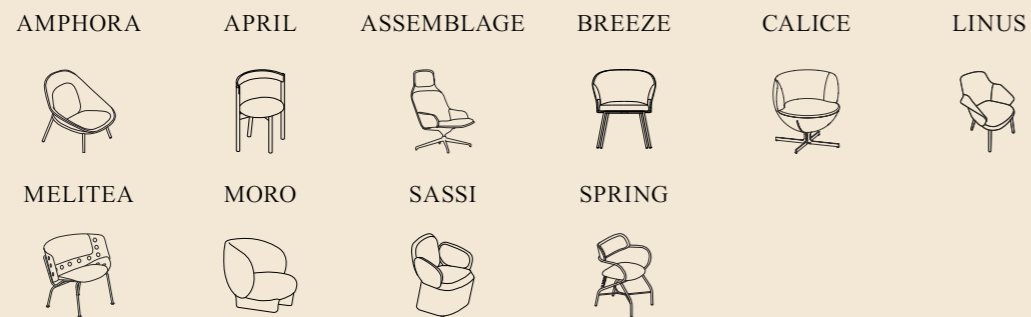 AMPHORA APRIL ASSEMBLAGE BREEZE CALICE LINUS
MELITEA MORO SASSI SPRING